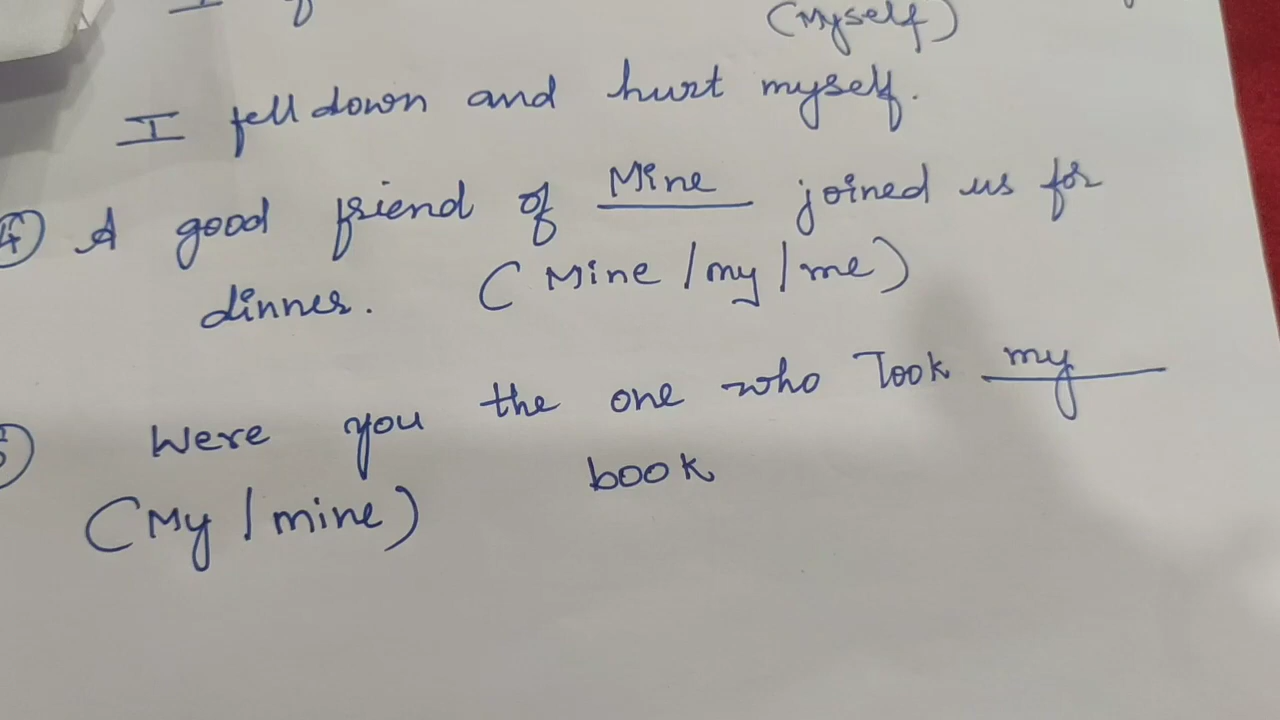 (Myself)
I fell down and hurt myself.
④ A good friend of Mine joined us for
dinner. (Mine / my / me)
Were you the one who Took my
book
(My / mine)